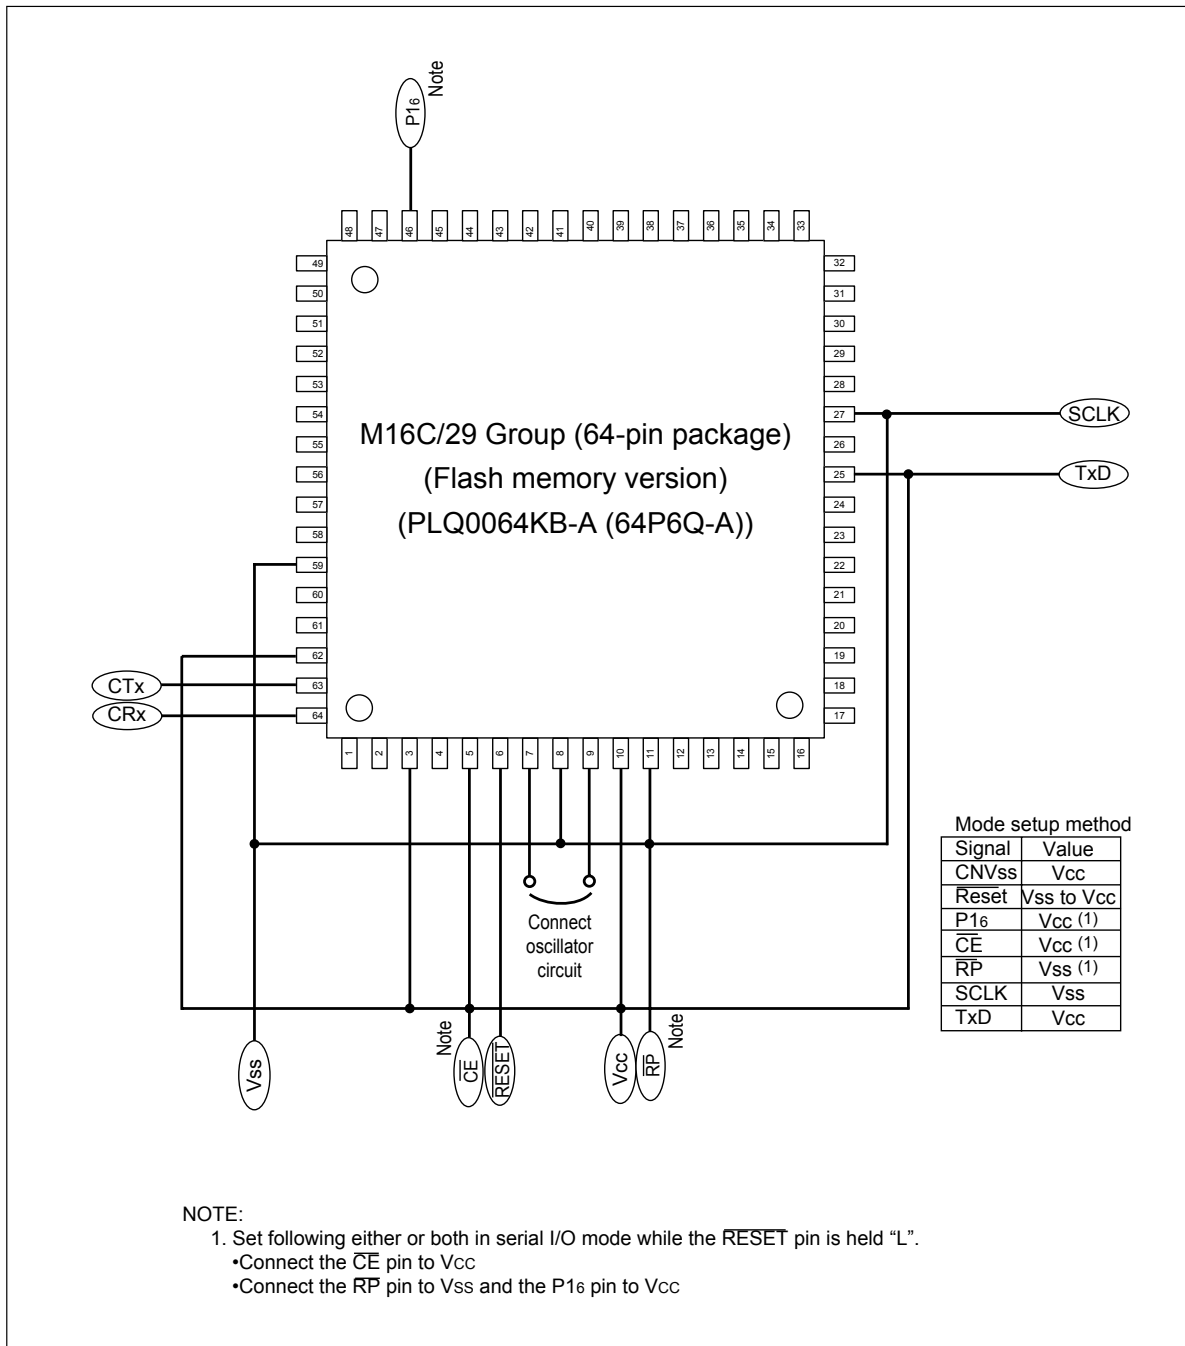 P16
Note
48 47 46 45 44 43 42 41 40 39 38 37 36 35 34 33
49
50
51
52
53
54
55
56
57
58
59
60
61
62
63
64
32
31
30
29
28
27
26
25
24
23
22
21
20
19
18
17
M16C/29 Group (64-pin package)
(Flash memory version)
(PLQ0064KB-A (64P6Q-A))
SCLK
TxD
CTx
CRx
1 2 3 4 5 6 7 8 9 10 11 12 13 14 15 16
Connect
oscillator
circuit
Vss
Note
CE
RESET
Vcc
RP
Note
Mode setup method
Signal Value
CNVss Vcc
Reset Vss to Vcc
P16 Vcc (1)
CE Vcc (1)
RP Vss (1)
SCLK Vss
TxD Vcc
NOTE:
1. Set following either or both in serial I/O mode while the RESET pin is held “L”.
•Connect the CE pin to VCC
•Connect the RP pin to VSS and the P16 pin to VCC